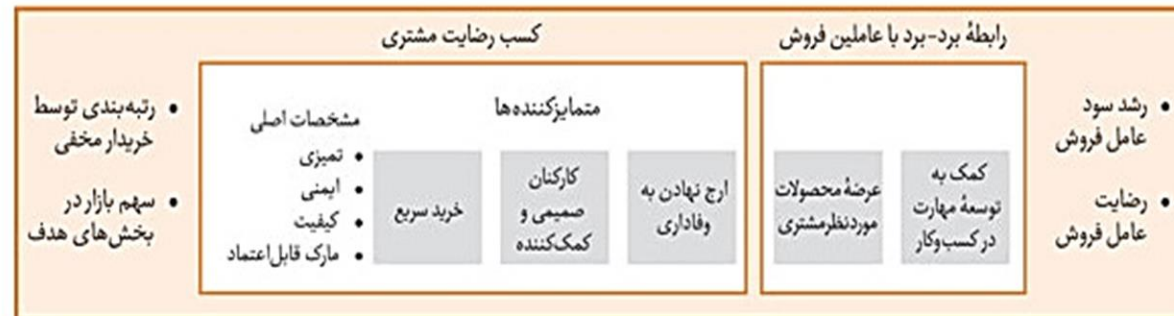 رابطهٔ برد-برد با عاملین فروش
کسب رضایت مشتری
• رشد سود
عامل فروش
• رضایت
عامل فروش
کمک به
توسعهٔ مهارت
در کسب‌وکار
عرضهٔ محصولات
موردنظر مشتری
متمایزکننده‌ها
ارج نهادن به
وفاداری
کارکنان
صمیمی و
کمک‌کننده
خرید سریع
مشخصات اصلی
• تمیزی
• ایمنی
• کیفیت
• مارک قابل‌اعتماد
• رتبه‌بندی توسط
خریدار مخفی
• سهم بازار در
بخش‌های هدف